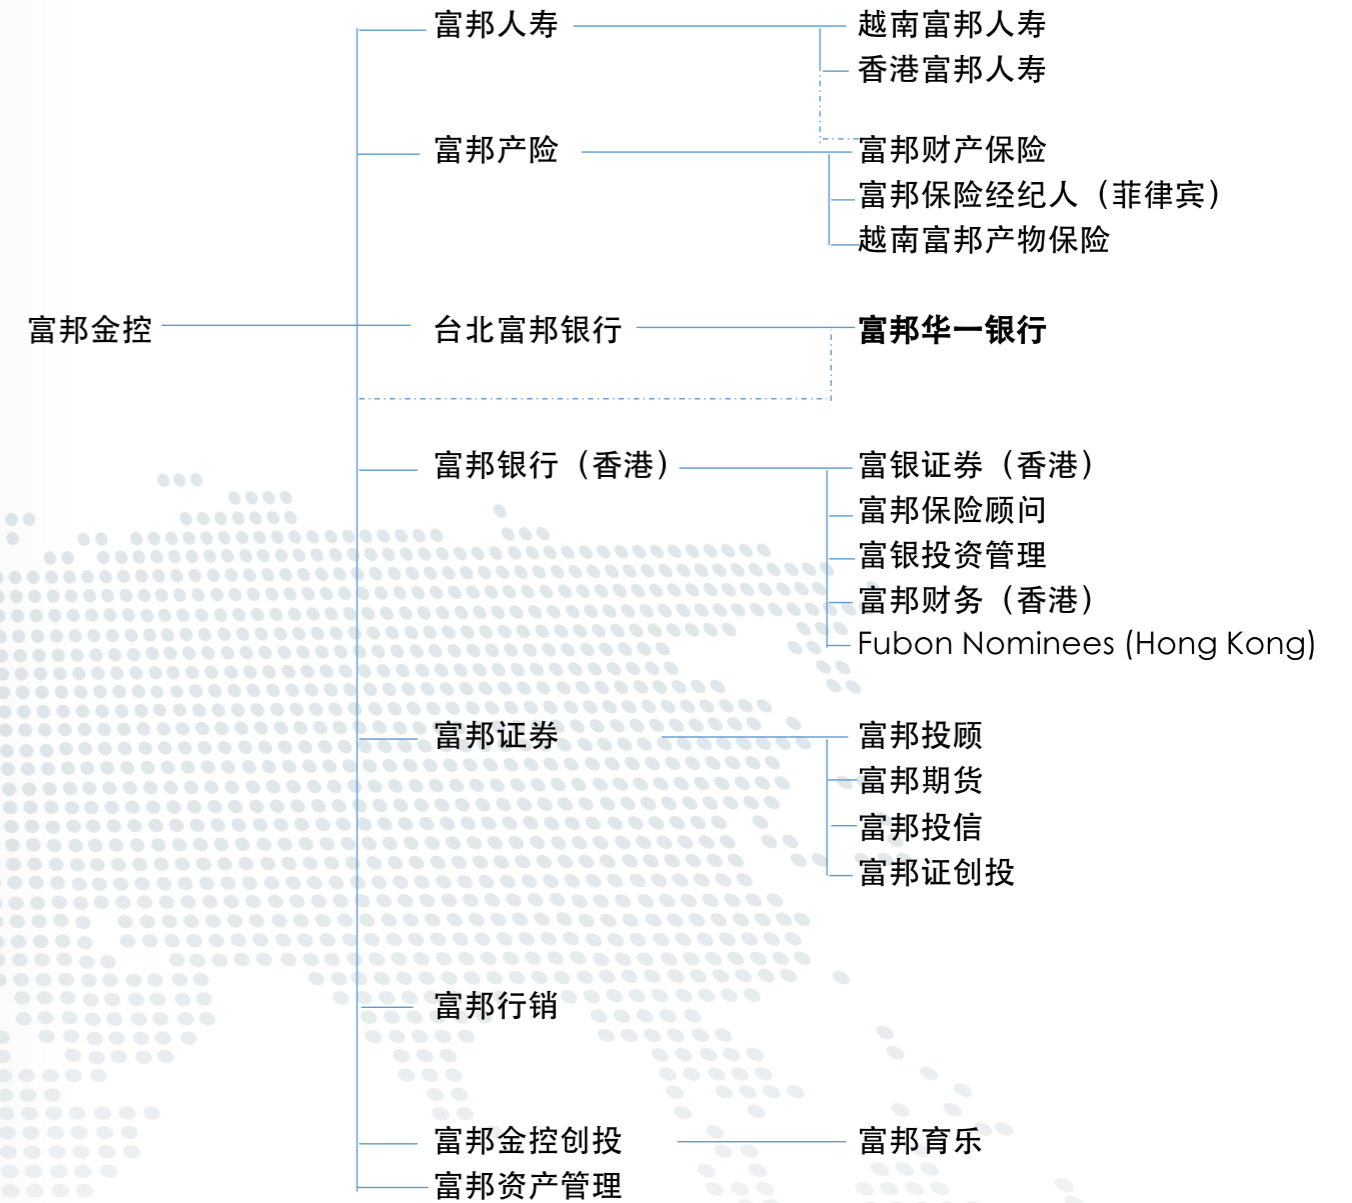 富邦人寿
越南富邦人寿
香港富邦人寿
富邦产险
富邦财产保险
富邦保险经纪人（菲律宾）
越南富邦产物保险
富邦金控
台北富邦银行
富邦华一银行
富邦银行（香港）
富银证券（香港）
富邦保险顾问
富银投资管理
富邦财务（香港）
Fubon Nominees (Hong Kong)
富邦证券
富邦投顾
富邦期货
富邦投信
富邦证创投
富邦行销
富邦金控创投
富邦育乐
富邦资产管理